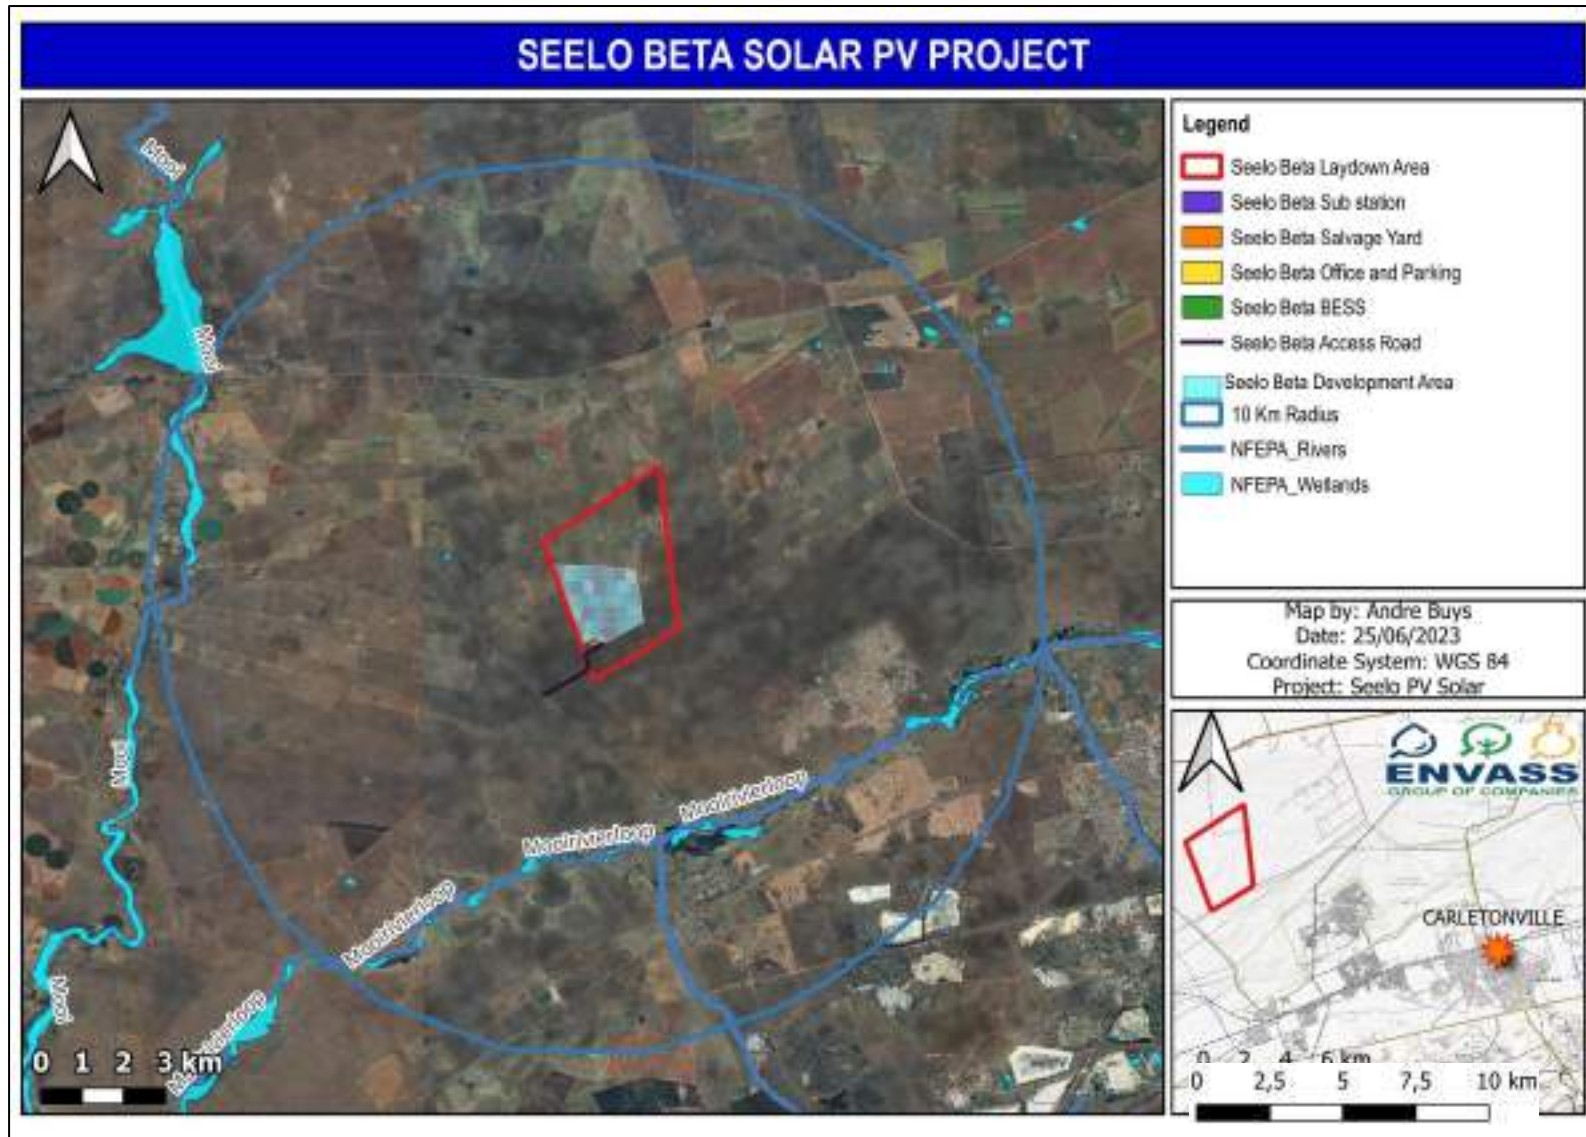 SEELO BETA SOLAR PV PROJECT
Mooi
Mooi
Mooi
Mooi
Mooirivierloop
Mooirivierloop
Mooirivierloop
0 1 2 3 km
Legend
Seelo Beta Laydown Area
Seelo Beta Sub station
Seelo Beta Salvage Yard
Seelo Beta Office and Parking
Seelo Beta BESS
Seelo Beta Access Road
Seelo Beta Development Area
10 Km Radius
NFEPA_Rivers
NFEPA_Wetlands
Map by: Andre Buys
Date: 25/06/2023
Coordinate System: WGS 84
Project: Seelo PV Solar
ENVASS
GROUP OF COMPANIES
CARLETONVILLE
0 2 4 6 km
0 2,5 5 7,5 10 km